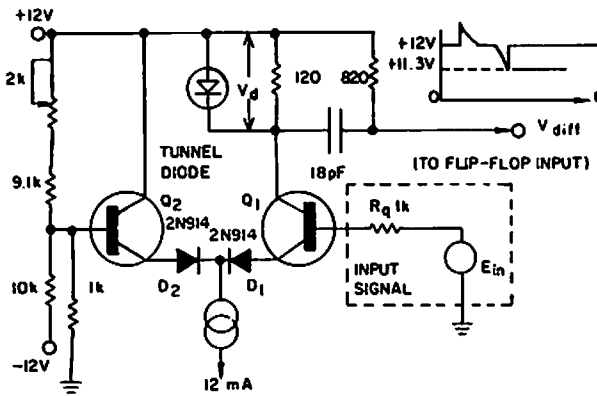 +12V
2k
9.1k
10k
1k
-12V
TUNNEL
DIODE
Vd
120
820
18pF
+12V
+11.3V
0
Vdiff
(TO FLIP-FLOP INPUT)
Q2
2N914
2N914
Q1
D2
D1
Rq 1k
INPUT
SIGNAL
Ein
12 mA